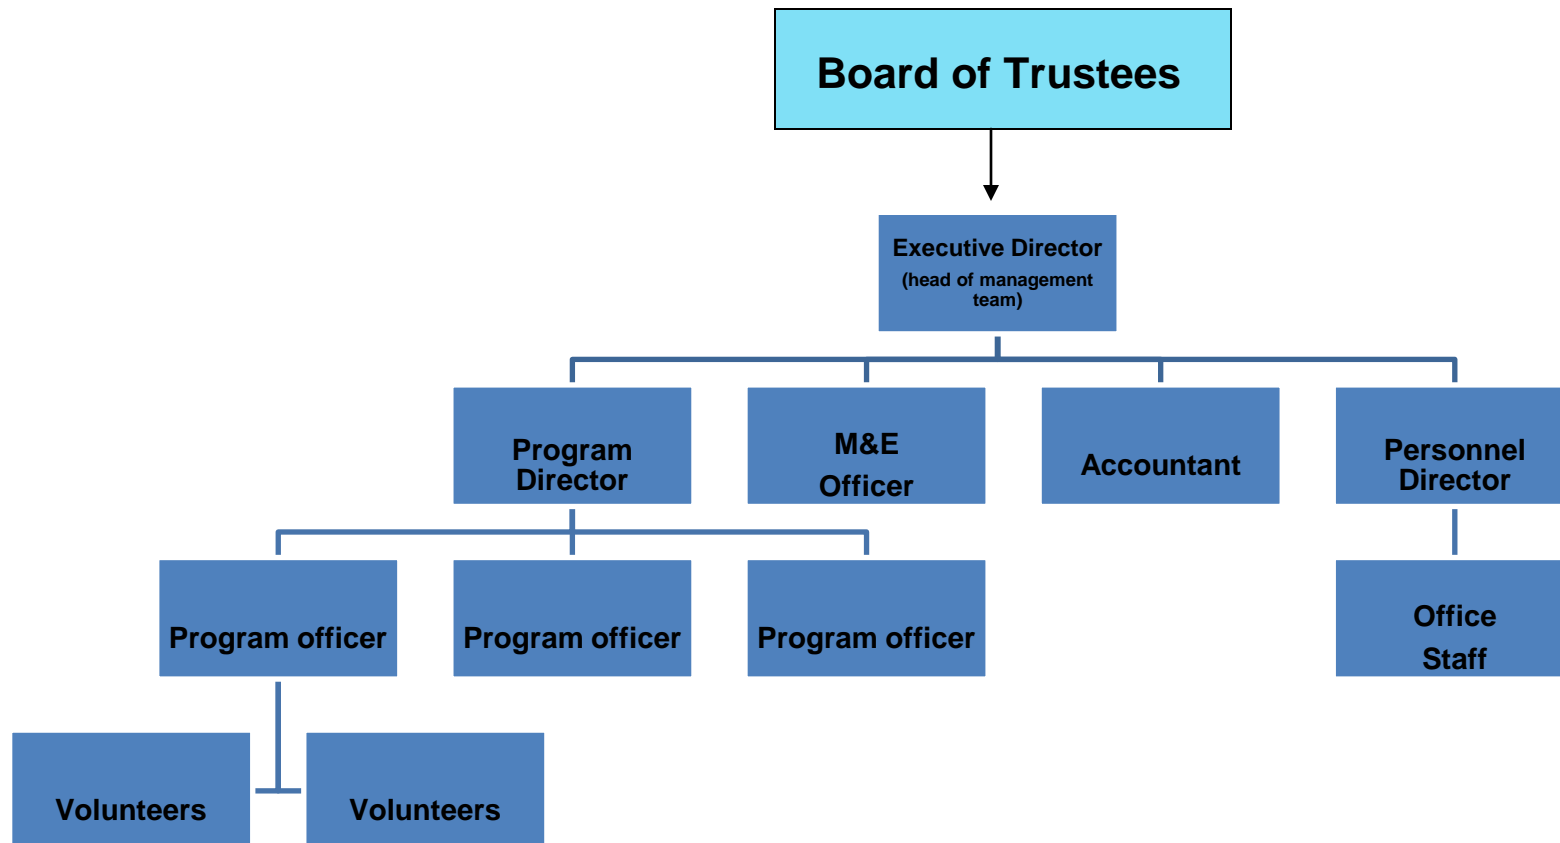 Board of Trustees
Executive Director
(head of management
team)
Program
Director
M&E
Officer
Accountant
Personnel
Director
Program officer
Program officer
Program officer
Office
Staff
Volunteers
Volunteers